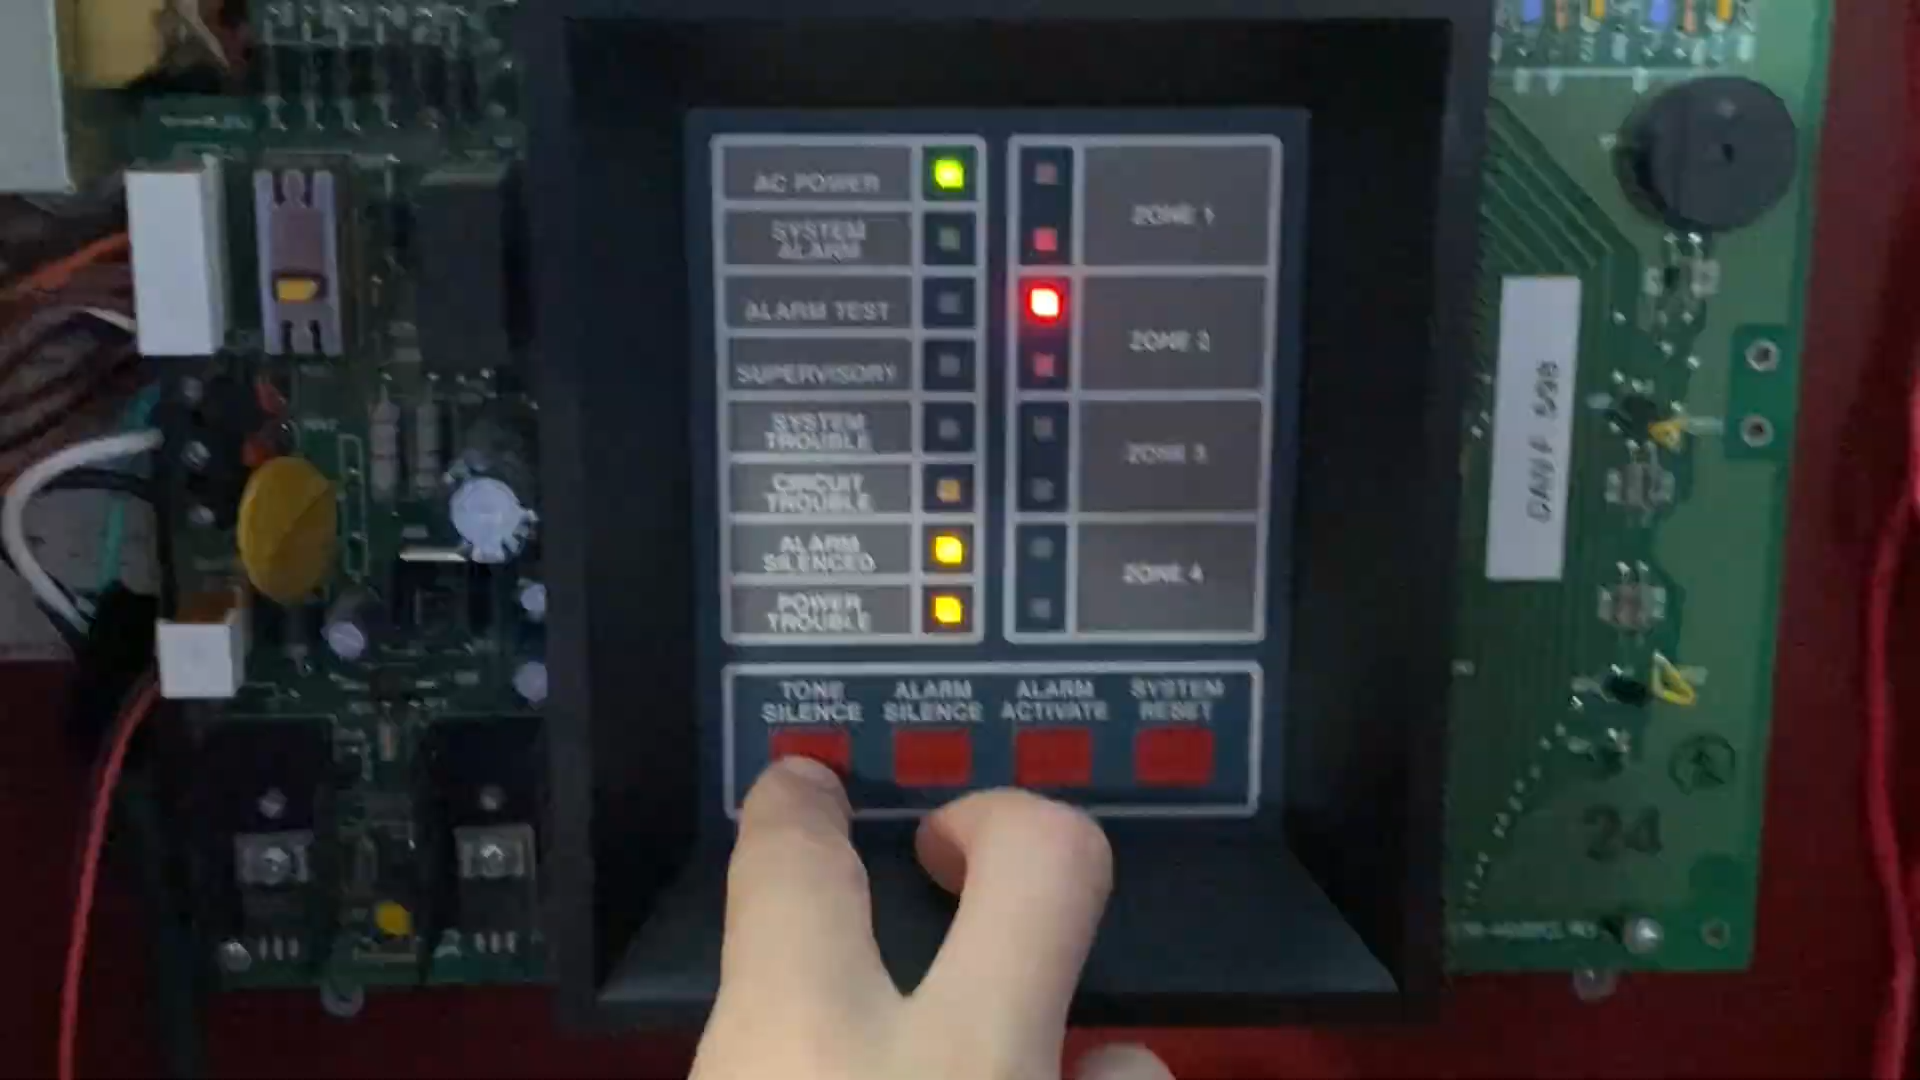 AC POWER
SYSTEM
ALARM
ALARM TEST
SUPERVISORY
SYSTEM
TROUBLE
CIRCUIT
TROUBLE
ALARM
SILENCED
POWER
TROUBLE
ZONE 1
ZONE 2
ZONE 3
ZONE 4
TONE
SILENCE
ALARM
SILENCE
ALARM
ACTIVATE
SYSTEM
RESET
24